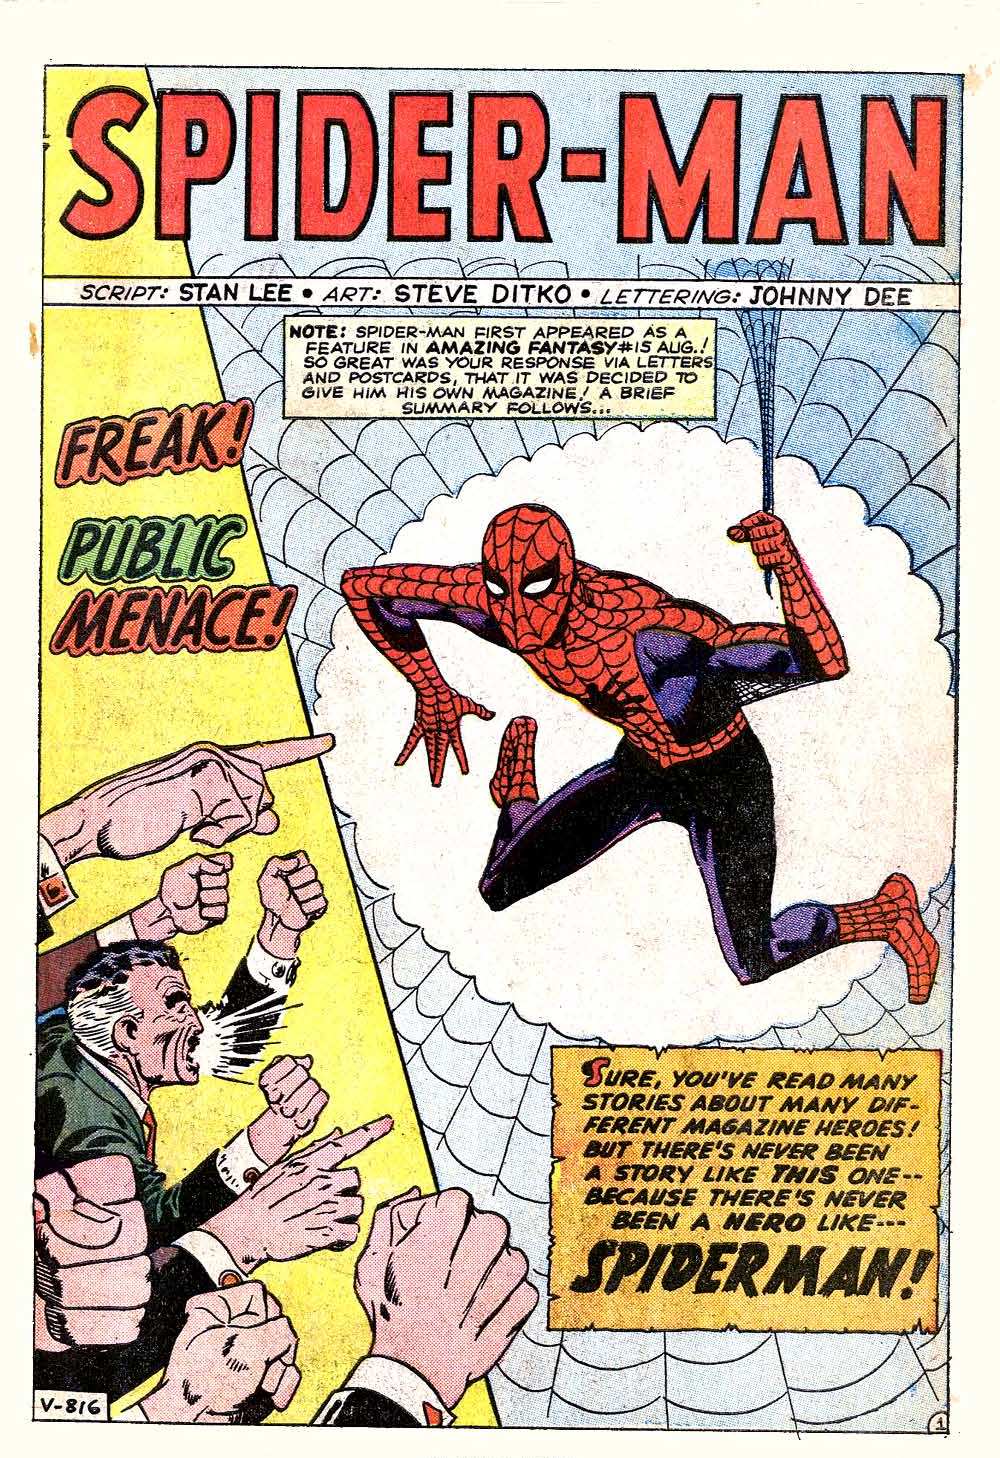 SPIDER-MAN
SCRIPT: STAN LEE • ART: STEVE DITKO • LETTERING: JOHNNY DEE
NOTE: SPIDER-MAN FIRST APPEARED AS A
FEATURE IN AMAZING FANTASY #15 AUG.!
SO GREAT WAS YOUR RESPONSE VIA LETTERS
AND POSTCARDS, THAT IT WAS DECIDED TO
GIVE HIM HIS OWN MAGAZINE! A BRIEF
SUMMARY FOLLOWS...
FREAK!
PUBLIC
MENACE!
SURE, YOU'VE READ MANY
STORIES ABOUT MANY DIF-
FERENT MAGAZINE HEROES!
BUT THERE'S NEVER BEEN
A STORY LIKE THIS ONE--
BECAUSE THERE'S NEVER
BEEN A HERO LIKE---
SPIDERMAN!
V-816
1